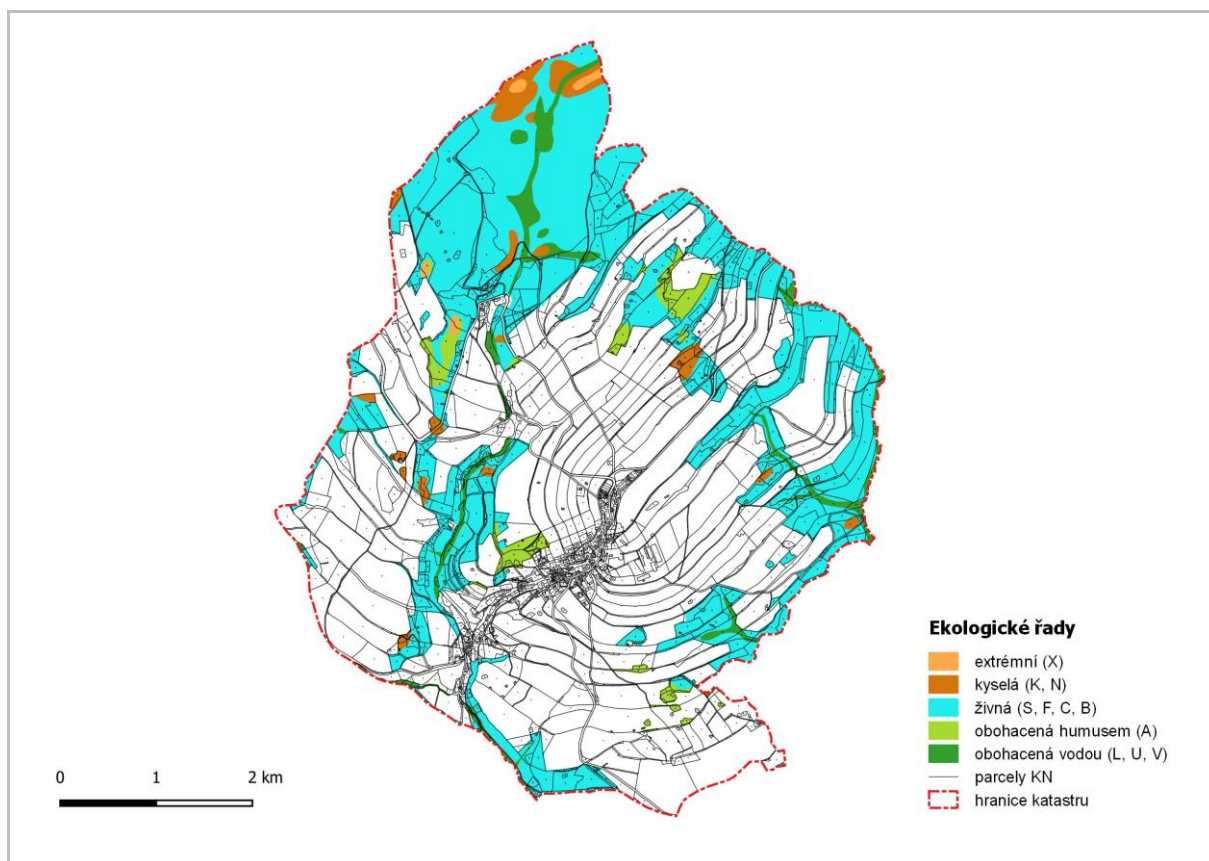 Ekologické řady
extrémní (X)
kyselá (K, N)
živná (S, F, C, B)
obohacená humusem (A)
obohacená vodou (L, U, V)
parcely KN
hranice katastru
0 1 2 km